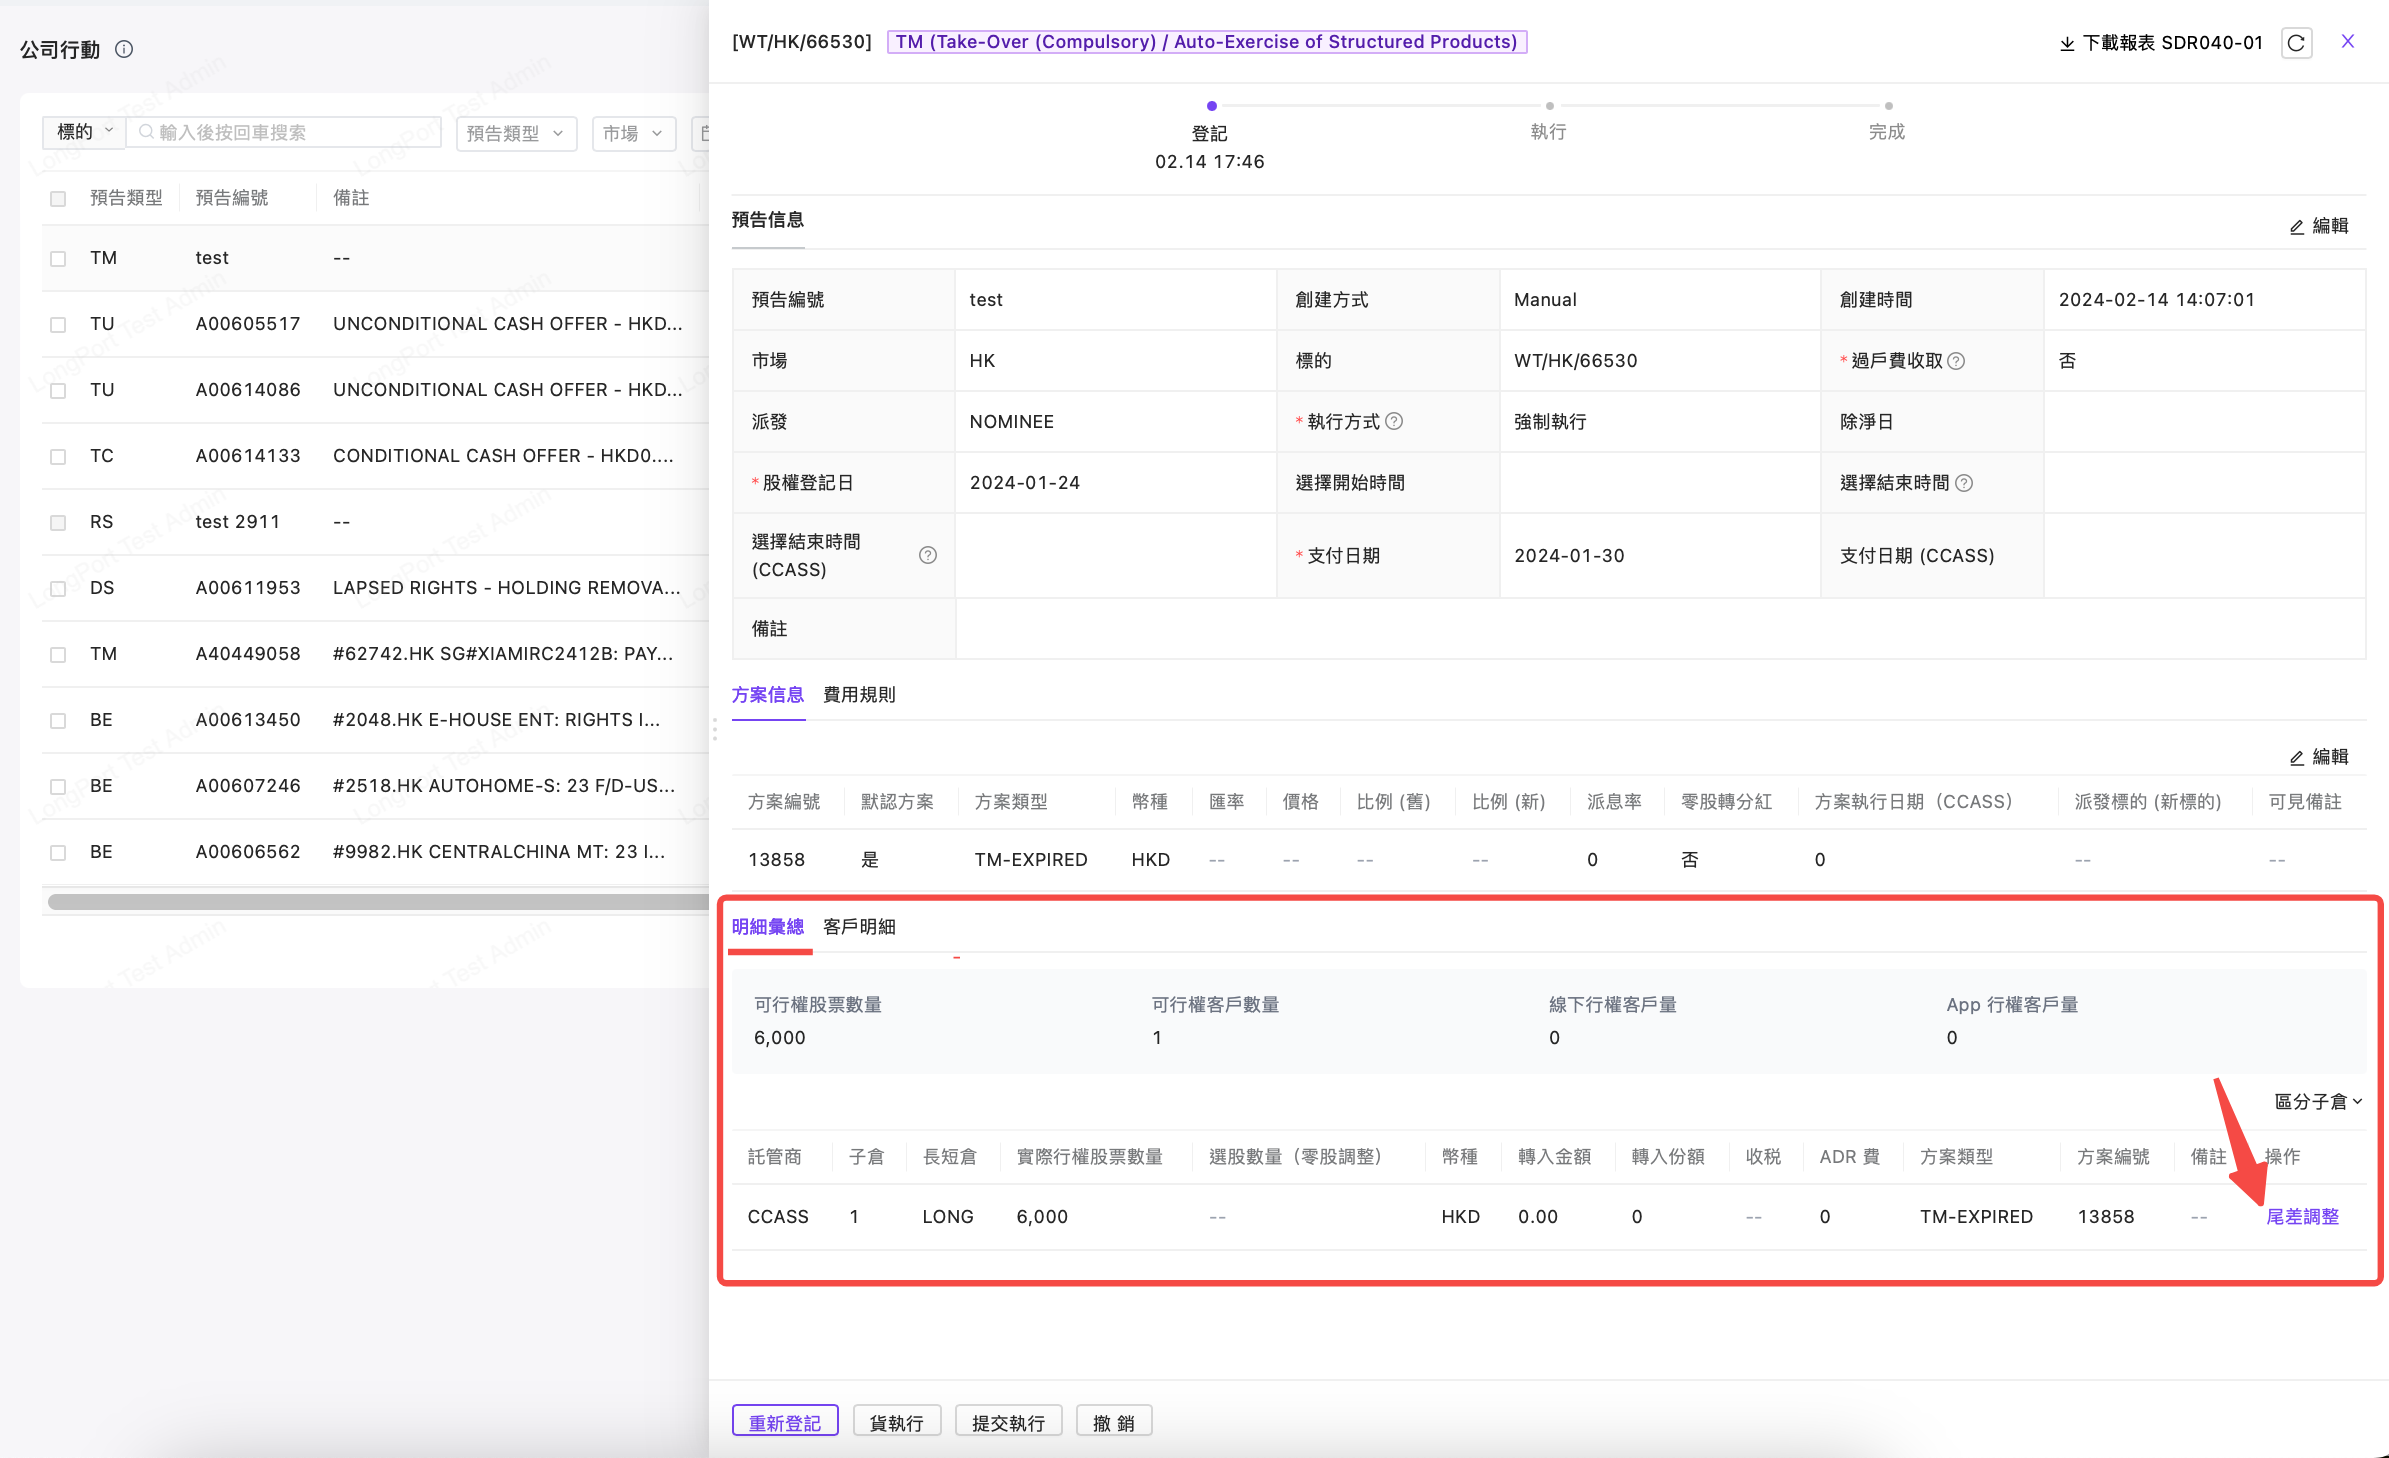 公司行動
標的
輸入後按回車搜索
預告類型
市場
預告類型 預告編號 備註
TM test --
TU A00605517 UNCONDITIONAL CASH OFFER - HKD...
TU A00614086 UNCONDITIONAL CASH OFFER - HKD...
TC A00614133 CONDITIONAL CASH OFFER - HKD0....
RS test 2911 --
DS A00611953 LAPSED RIGHTS - HOLDING REMOVA...
TM A40449058 #62742.HK SG#XIAMIRC2412B: PAY...
BE A00613450 #2048.HK E-HOUSE ENT: RIGHTS I...
BE A00607246 #2518.HK AUTOHOME-S: 23 F/D-US...
BE A00606562 #9982.HK CENTRALCHINA MT: 23 I...
LongPort Test Admin
[WT/HK/66530] TM (Take-Over (Compulsory) / Auto-Exercise of Structured Products)
下載報表 SDR040-01
登記 執行 完成
02.14 17:46
預告信息
編輯
預告編號 test 創建方式 Manual 創建時間 2024-02-14 14:07:01
市場 HK 標的 WT/HK/66530 * 過戶費收取 否
派發 NOMINEE * 執行方式 強制執行 除淨日
* 股權登記日 2024-01-24 選擇開始時間 選擇結束時間
選擇結束時間
(CCASS) * 支付日期 2024-01-30 支付日期 (CCASS)
備註
方案信息 費用規則
編輯
方案編號 默認方案 方案類型 幣種 匯率 價格 比例 (舊) 比例 (新) 派息率 零股轉分紅 方案執行日期（CCASS） 派發標的 (新標的) 可見備註
13858 是 TM-EXPIRED HKD -- -- -- -- 0 否 0 -- --
明細彙總 客戶明細
可行權股票數量 可行權客戶數量 線下行權客戶量 App 行權客戶量
6,000 1 0 0
區分子倉
託管商 子倉 長短倉 實際行權股票數量 選股數量（零股調整） 幣種 轉入金額 轉入份額 收税 ADR 費 方案類型 方案編號 備註 操作
CCASS 1 LONG 6,000 -- HKD 0.00 0 -- 0 TM-EXPIRED 13858 -- 尾差調整
重新登記 貨執行 提交執行 撤 銷